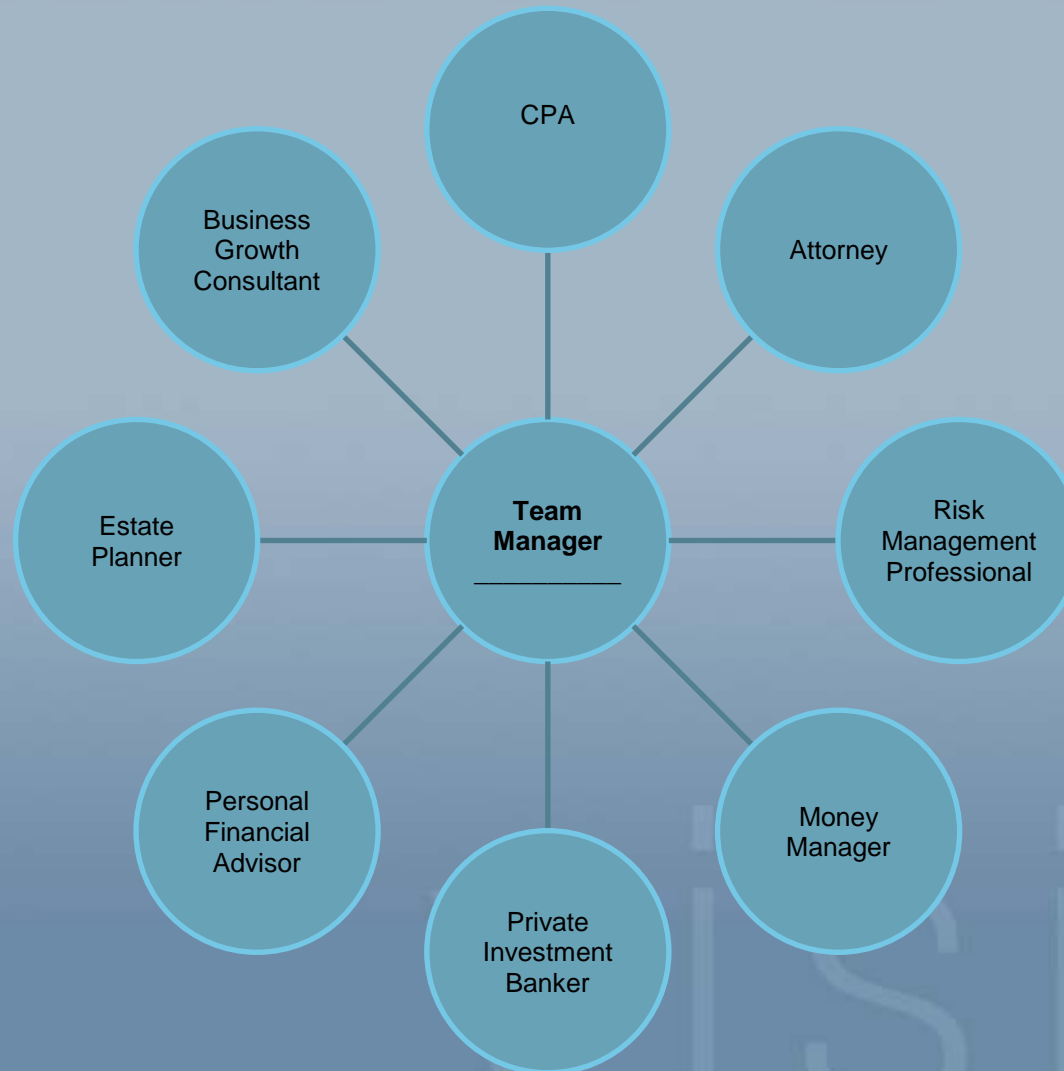 CPA
Business
Growth
Consultant
Attorney
Estate
Planner
Team
Manager
__________
Risk
Management
Professional
Personal
Financial
Advisor
Money
Manager
Private
Investment
Banker